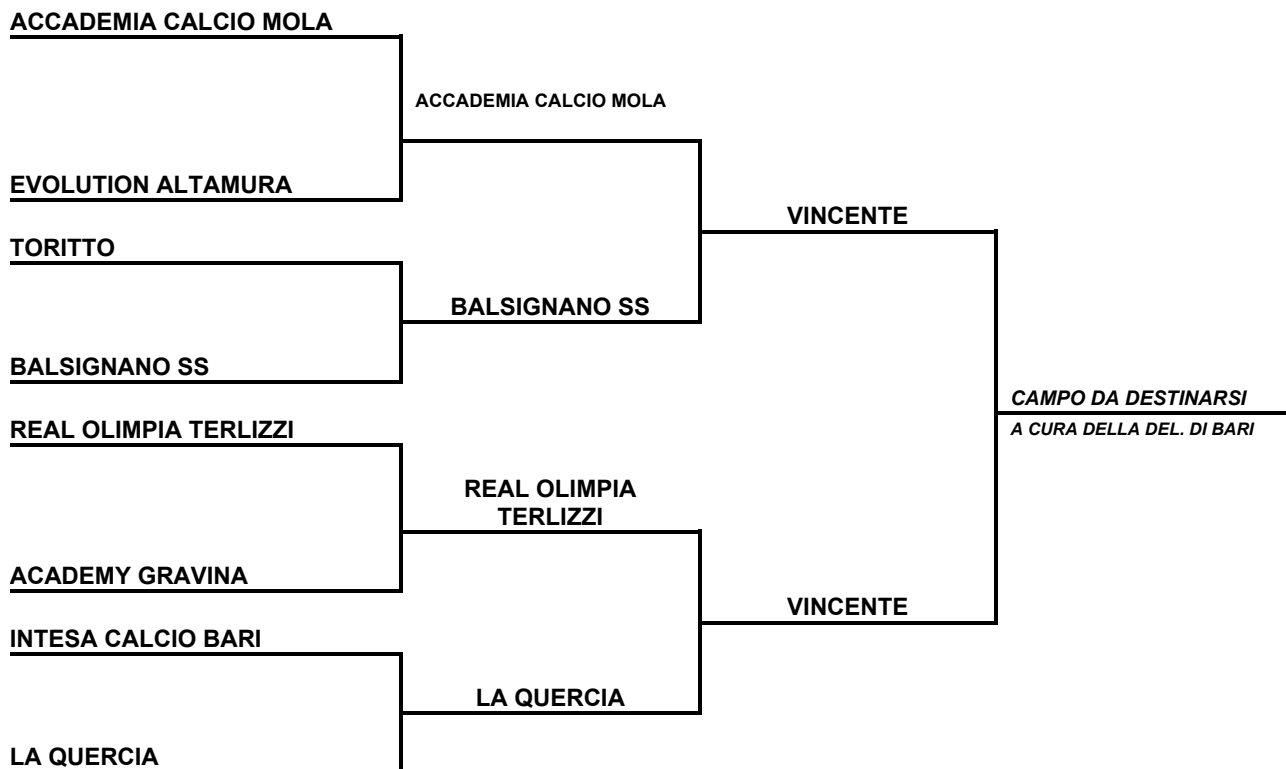 ACCADEMIA CALCIO MOLA
ACCADEMIA CALCIO MOLA
EVOLUTION ALTAMURA
VINCENTE
TORITTO
BALSIGNANO SS
BALSIGNANO SS
CAMPO DA DESTINARSI
A CURA DELLA DEL. DI BARI
REAL OLIMPIA TERLIZZI
REAL OLIMPIA
TERLIZZI
ACADEMY GRAVINA
VINCENTE
INTESA CALCIO BARI
LA QUERCIA
LA QUERCIA